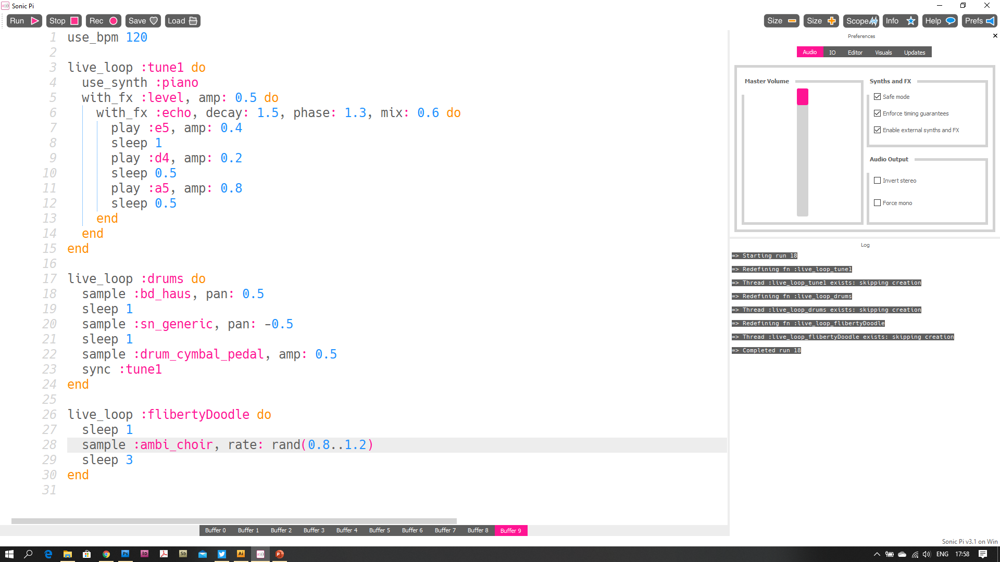 Sonic Pi
Run Stop Rec Save Load Size Size Scope Info Help Prefs
1 use_bpm 120
2
3 live_loop :tune1 do
4 use_synth :piano
5 with_fx :level, amp: 0.5 do
6 with_fx :echo, decay: 1.5, phase: 1.3, mix: 0.6 do
7 play :e5, amp: 0.4
8 sleep 1
9 play :d4, amp: 0.2
10 sleep 0.5
11 play :a5, amp: 0.8
12 sleep 0.5
13 end
14 end
15 end
16
17 live_loop :drums do
18 sample :bd_haus, pan: 0.5
19 sleep 1
20 sample :sn_generic, pan: -0.5
21 sleep 1
22 sample :drum_cymbal_pedal, amp: 0.5
23 sync :tune1
24 end
25
26 live_loop :flibertyDoodle do
27 sleep 1
28 sample :ambi_choir, rate: rand(0.8..1.2)
29 sleep 3
30 end
31
Preferences
Audio IO Editor Visuals Updates
Master Volume
Synths and FX
Safe mode
Enforce timing guarantees
Enable external synths and FX
Audio Output
Invert stereo
Force mono
Log
=> Starting run 18
=> Redefining fn :live_loop_tune1
=> Thread :live_loop_tune1 exists: skipping creation
=> Redefining fn :live_loop_drums
=> Thread :live_loop_drums exists: skipping creation
=> Redefining fn :live_loop_flibertyDoodle
=> Thread :live_loop_flibertyDoodle exists: skipping creation
=> Completed run 18
Buffer 0 Buffer 1 Buffer 2 Buffer 3 Buffer 4 Buffer 5 Buffer 6 Buffer 7 Buffer 8 Buffer 9
Sonic Pi v3.1 on Win
Ps ID Sb Ai P ENG 17:58